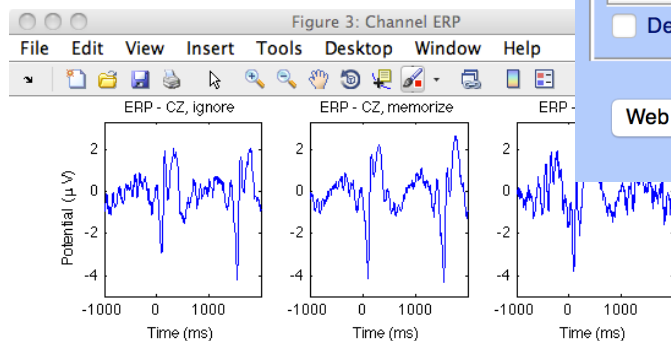 Figure 3: Channel ERP
De
File Edit View Insert Tools Desktop Window Help
Web
ERP - CZ, ignore ERP - CZ, memorize ERP -
2 2 2
0 0 0
-2 -2 -2
-4 -4 -4
Potential (μ V)
-1000 0 1000 -1000 0 1000 -1000 0 1000
Time (ms) Time (ms) Time (ms)